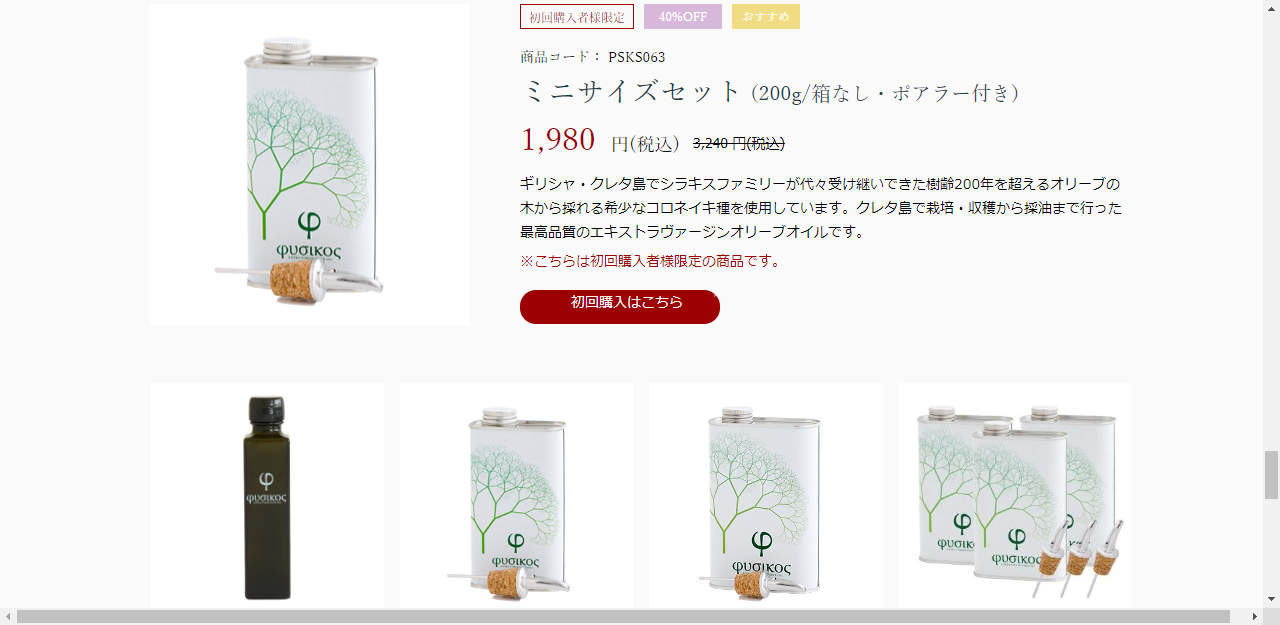 初回購入者様限定 40%OFF おすすめ
商品コード： PSKS063
ミニサイズセット（200g/箱なし・ポアラー付き）
1,980 円(税込) 3,240 円(税込)
ギリシャ・クレタ島でシラキスファミリーが代々受け継いできた樹齢200年を超えるオリーブの
木から採れる希少なコロネイキ種を使用しています。クレタ島で栽培・収穫から採油まで行った
最高品質のエキストラヴァージンオリーブオイルです。
※こちらは初回購入者様限定の商品です。
初回購入はこちら
φ
φυσικος
φ
φυσικος
φ
φυσικος
φ
φυσικος
φ
φυσικος